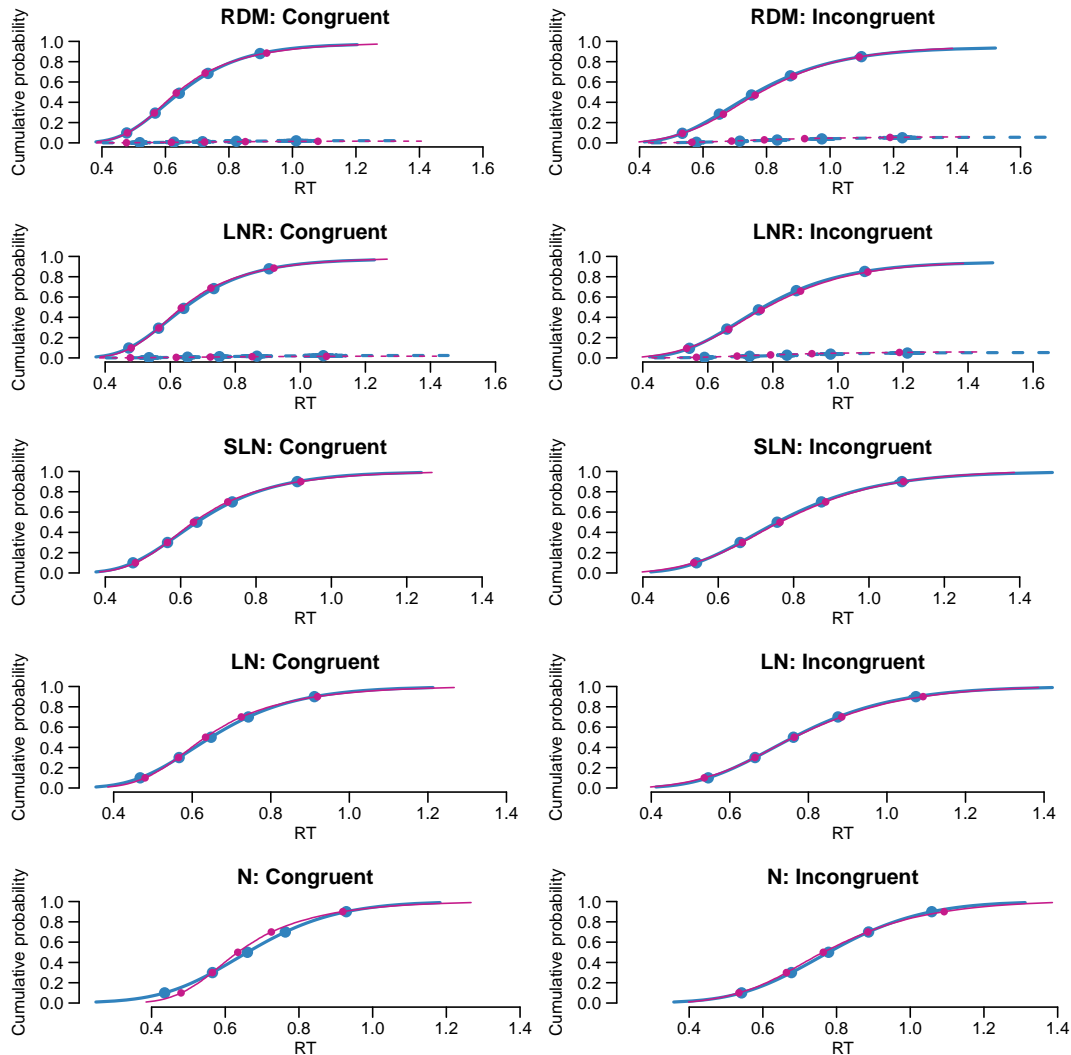 RDM: Congruent
Cumulative probability
1.0
0.8
0.6
0.4
0.2
0.0
0.4 0.6 0.8 1.0 1.2 1.4 1.6
RT
RDM: Incongruent
Cumulative probability
1.0
0.8
0.6
0.4
0.2
0.0
0.4 0.6 0.8 1.0 1.2 1.4 1.6
RT
LNR: Congruent
Cumulative probability
1.0
0.8
0.6
0.4
0.2
0.0
0.4 0.6 0.8 1.0 1.2 1.4 1.6
RT
LNR: Incongruent
Cumulative probability
1.0
0.8
0.6
0.4
0.2
0.0
0.4 0.6 0.8 1.0 1.2 1.4 1.6
RT
SLN: Congruent
Cumulative probability
1.0
0.8
0.6
0.4
0.2
0.0
0.4 0.6 0.8 1.0 1.2 1.4
RT
SLN: Incongruent
Cumulative probability
1.0
0.8
0.6
0.4
0.2
0.0
0.4 0.6 0.8 1.0 1.2 1.4
RT
LN: Congruent
Cumulative probability
1.0
0.8
0.6
0.4
0.2
0.0
0.4 0.6 0.8 1.0 1.2 1.4
RT
LN: Incongruent
Cumulative probability
1.0
0.8
0.6
0.4
0.2
0.0
0.4 0.6 0.8 1.0 1.2 1.4
RT
N: Congruent
Cumulative probability
1.0
0.8
0.6
0.4
0.2
0.0
0.4 0.6 0.8 1.0 1.2 1.4
RT
N: Incongruent
Cumulative probability
1.0
0.8
0.6
0.4
0.2
0.0
0.4 0.6 0.8 1.0 1.2 1.4
RT